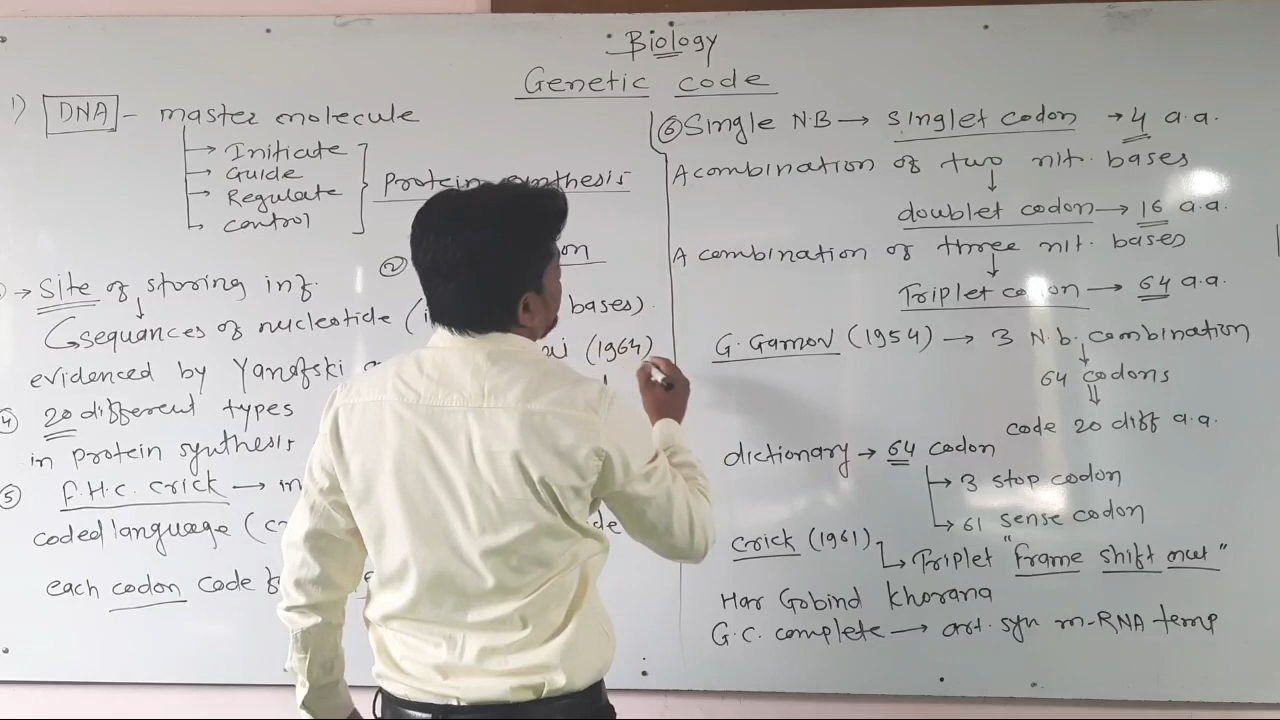 Biology
Genetic code
1) DNA - master molecule
Initiate
Guide
Regulate
control
Protein synthesis
②
→ Site of storing inf.
sequances of nucleotide ( bases).
evidenced by Yanofski (1964)
④ 20 different types
in protein synthesis
⑤ F.H.C. Crick → in
coded language (
each codon code
⑥ Single N.B → singlet codon → 4 a.a.
A combination of two nit. bases
doublet codon → 16 a.a.
A combination of three nit. bases
Triplet codon → 64 a.a.
G. Gamov (1954) → 3 N.b. combination
64 codons
code 20 diff a.a.
dictionary → 64 codon
→ 3 stop codon
→ 61 sense codon
Crick (1961)
→ Triplet "frame shift mut"
Har Gobind Khorana
G.C. complete → art. syn m-RNA temp